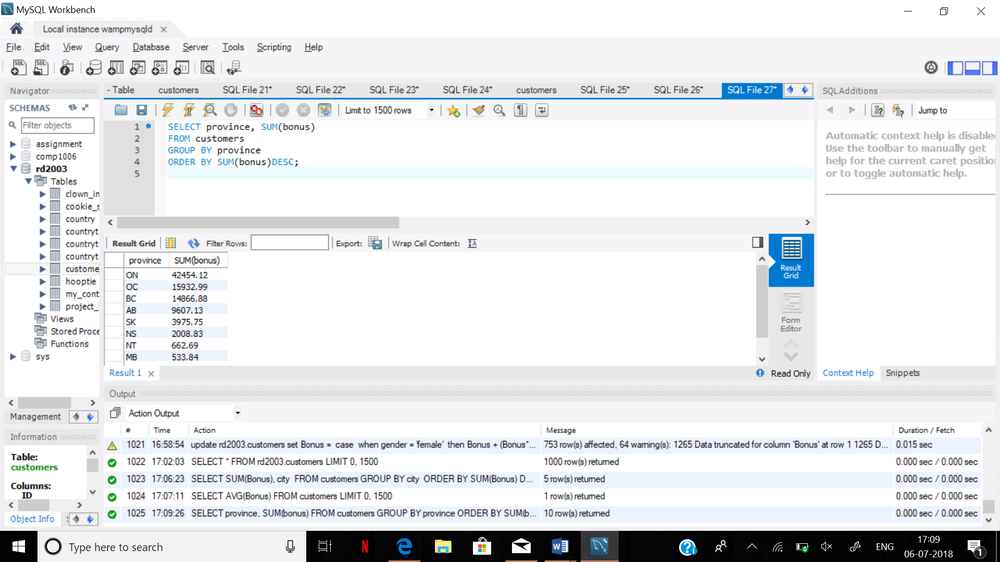 MySQL Workbench
Local instance wampmysqld
File Edit View Query Database Server Tools Scripting Help
Navigator
SCHEMAS
Filter objects
assignment
comp1006
rd2003
Tables
clown_in
cookie_s
country
countryt
countryt
countryt
custome
hooptie
my_cont
project_
Views
Stored Proce
Functions
sys
Management
Information
Table:
customers
Columns:
ID
Object Info
- Table customers SQL File 21* SQL File 22* SQL File 23* SQL File 24* customers SQL File 25* SQL File 26* SQL File 27*
Limit to 1500 rows
1 SELECT province, SUM(bonus)
2 FROM customers
3 GROUP BY province
4 ORDER BY SUM(bonus)DESC;
5
Result Grid Filter Rows: Export: Wrap Cell Content:
province SUM(bonus)
ON 42454.12
OC 15932.99
BC 14866.88
AB 9607.13
SK 3975.75
NS 2008.83
NT 662.69
MB 533.84
Result Grid
Form Editor
Result 1
Read Only
SQLAdditions
Jump to
Automatic context help is disable
Use the toolbar to manually get
help for the current caret positio
or to toggle automatic help.
Context Help Snippets
Output
Action Output
# Time Action Message Duration / Fetch
1021 16:58:54 update rd2003.customers set Bonus = case when gender = 'female' then Bonus + (Bonus*... 753 row(s) affected, 64 warning(s): 1265 Data truncated for column 'Bonus' at row 1 1265 D... 0.015 sec
1022 17:02:03 SELECT * FROM rd2003.customers LIMIT 0, 1500 1000 row(s) returned 0.000 sec / 0.000 sec
1023 17:06:23 SELECT SUM(Bonus), city FROM customers GROUP BY city ORDER BY SUM(Bonus) D... 5 row(s) returned 0.000 sec / 0.000 sec
1024 17:07:11 SELECT AVG(Bonus) FROM customers LIMIT 0, 1500 1 row(s) returned 0.000 sec / 0.000 sec
1025 17:09:26 SELECT province, SUM(bonus) FROM customers GROUP BY province ORDER BY SUM(b... 10 row(s) returned 0.000 sec / 0.000 sec
Type here to search
ENG
17:09
06-07-2018
1